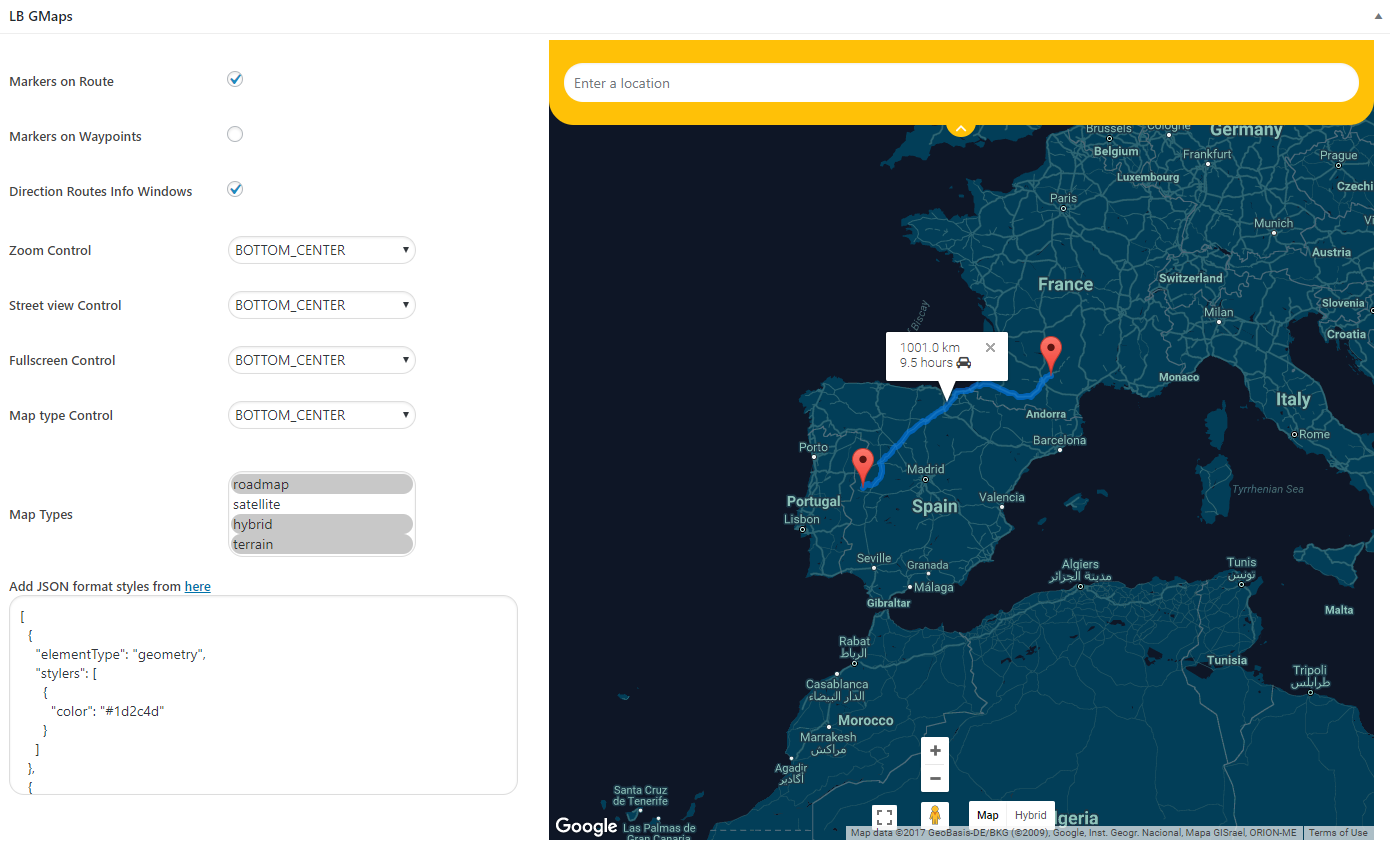 LB GMaps
Markers on Route
Markers on Waypoints
Direction Routes Info Windows
Zoom Control
BOTTOM_CENTER
Street view Control
BOTTOM_CENTER
Fullscreen Control
BOTTOM_CENTER
Map type Control
BOTTOM_CENTER
Map Types
roadmap
satellite
hybrid
terrain
Add JSON format styles from here
[
{
"elementType": "geometry",
"stylers": [
{
"color": "#1d2c4d"
}
]
},
{
Enter a location
Brussels
Cologne
Germany
Belgium
Frankfurt
Prague
Luxembourg
Czechi
Paris
Munich
Vi
Austria
France
Switzerland
Milan
Slovenia
Croatia
Biscay
1001.0 km
9.5 hours
Monaco
Italy
Andorra
Rome
Barcelona
Porto
Madrid
Tyrrhenian Sea
Portugal
Spain
Valencia
Lisbon
Seville
Granada
Málaga
Gibraltar
Algiers
مدينة الجزائر
Tunis
تونس
Malta
Rabat
الرباط
Tunisia
Tripoli
طرابلس
Casablanca
الدار البيضاء
Morocco
Marrakesh
مراكش
Agadir
أكادير
Santa Cruz
de Tenerife
Las Palmas de
Gran Canaria
Map
Hybrid
lgeria
Google
Map data ©2017 GeoBasis-DE/BKG (©2009), Google, Inst. Geogr. Nacional, Mapa GISrael, ORION-ME
Terms of Use